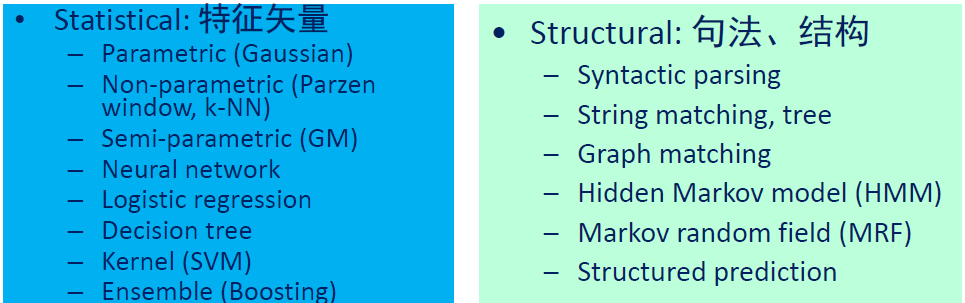 • Statistical: 特征矢量
– Parametric (Gaussian)
– Non-parametric (Parzen
window, k-NN)
– Semi-parametric (GM)
– Neural network
– Logistic regression
– Decision tree
– Kernel (SVM)
– Ensemble (Boosting)
• Structural: 句法、结构
– Syntactic parsing
– String matching, tree
– Graph matching
– Hidden Markov model (HMM)
– Markov random field (MRF)
– Structured prediction